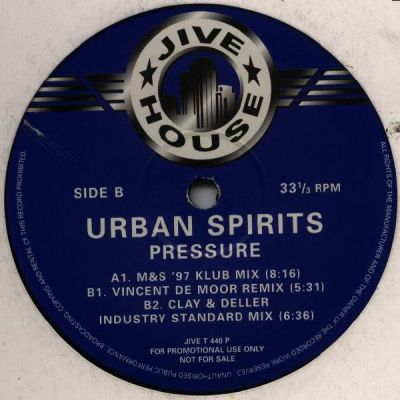 JIVE
HOUSE
SIDE B
33 1/3 RPM
URBAN SPIRITS
PRESSURE
A1. M&S '97 KLUB MIX (8:16)
B1. VINCENT DE MOOR REMIX (5:31)
B2. CLAY & DELLER
INDUSTRY STANDARD MIX (6:36)
JIVE T 440 P
FOR PROMOTIONAL USE ONLY
NOT FOR SALE
ALL RIGHTS OF THE MANUFACTURER AND OF THE OWNER OF THE RECORDED WORK RESERVED. UNAUTHORISED PUBLIC PERFORMANCE, BROADCASTING, COPYING AND RENTAL OF THIS RECORD PROHIBITED.